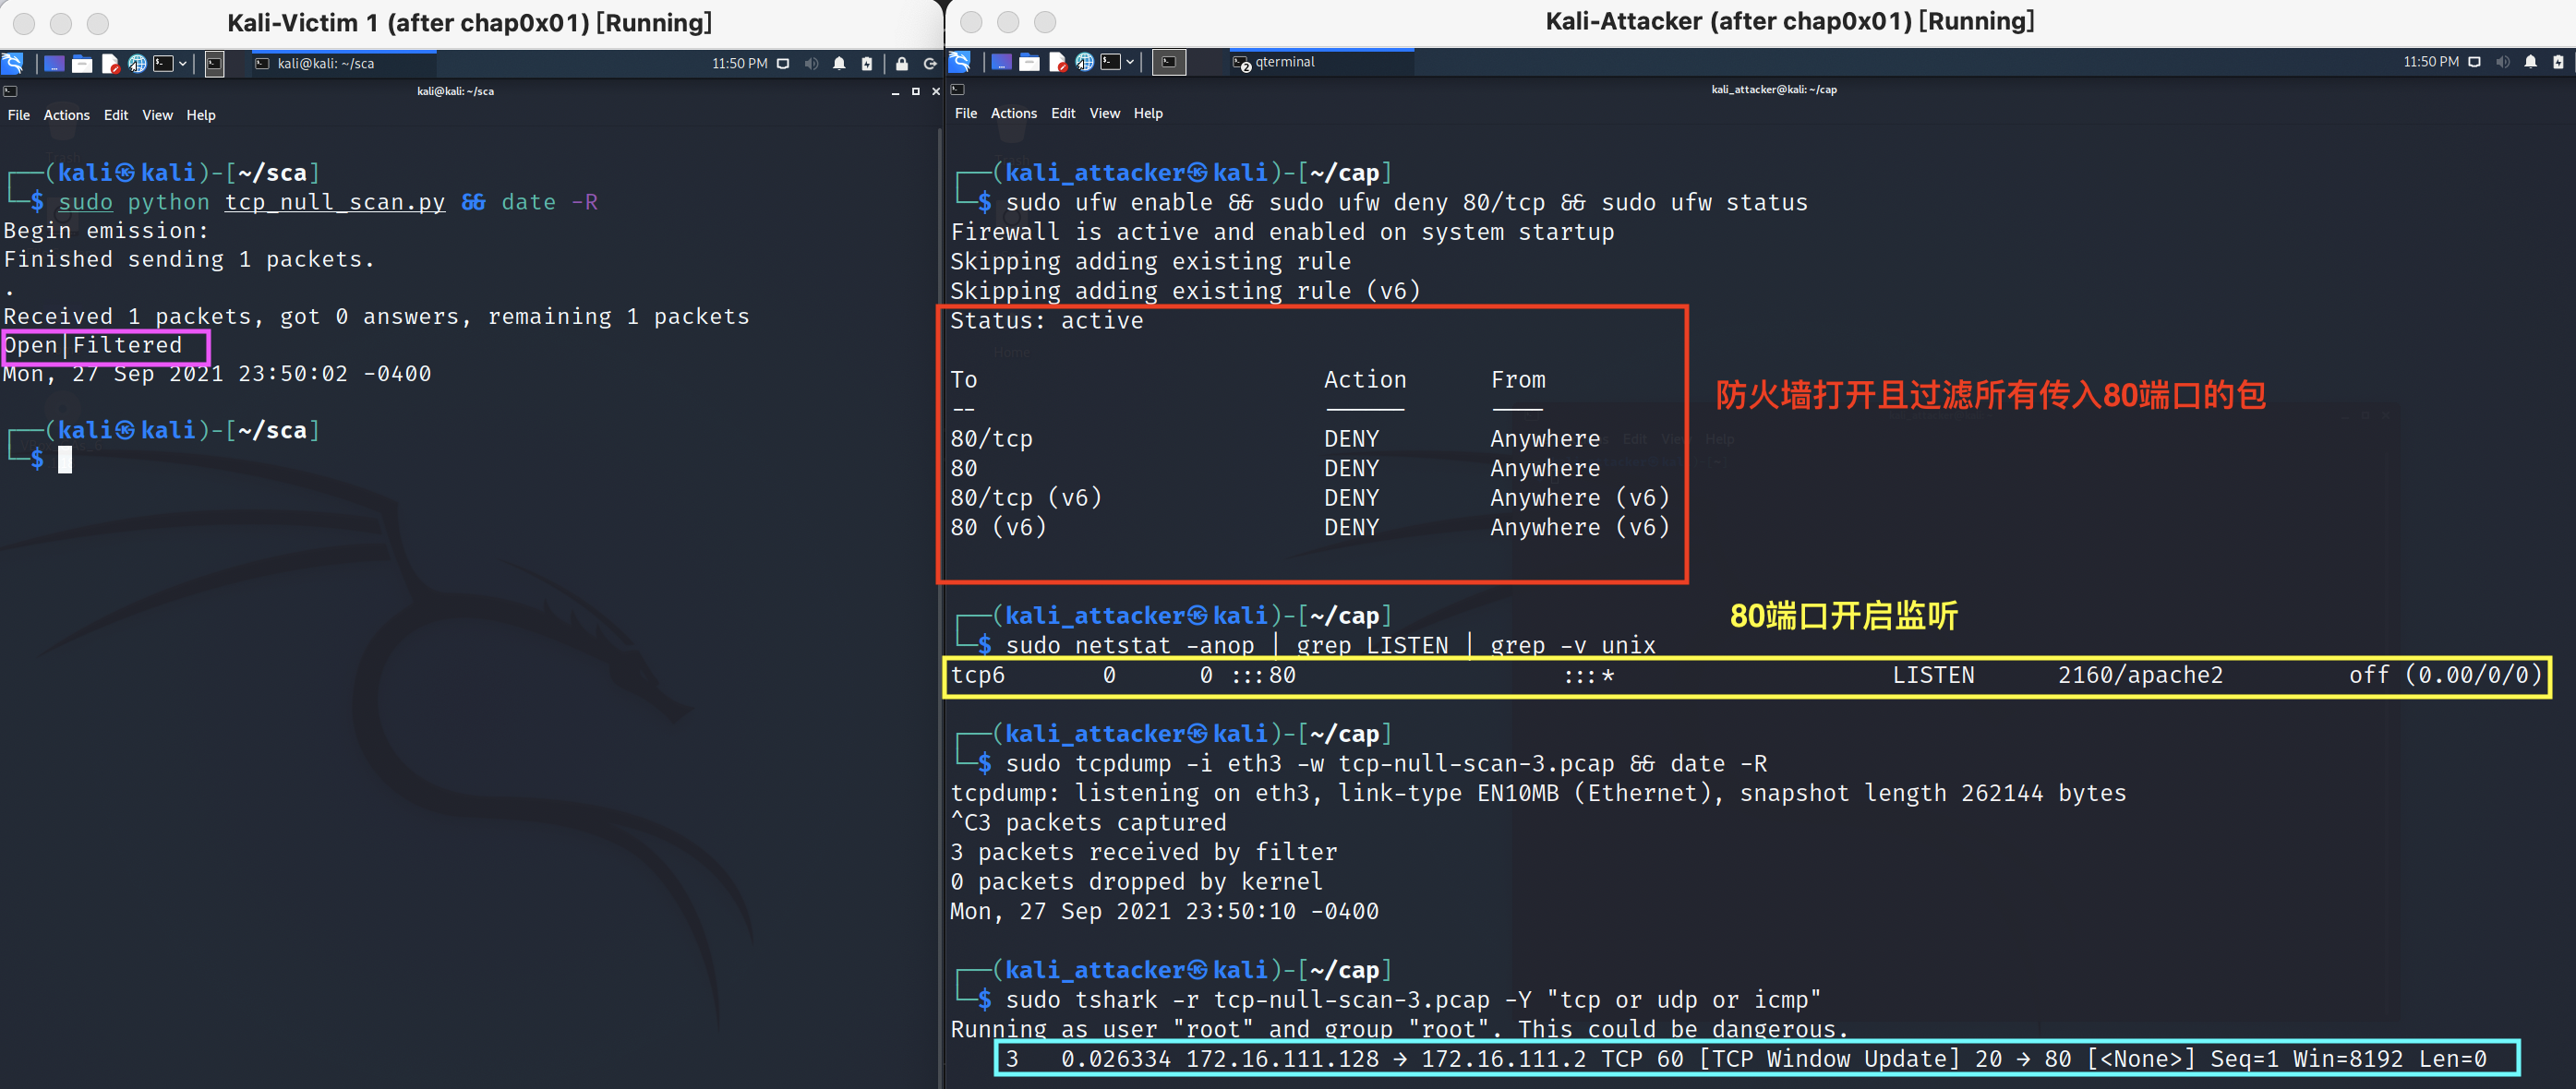 Kali-Victim 1 (after chap0x01) [Running]
kali@kali: ~/sca
11:50 PM
kali@kali: ~/sca
File Actions Edit View Help
(kali㉿kali)-[~/sca]
$ sudo python tcp_null_scan.py && date -R
Begin emission:
Finished sending 1 packets.
.
Received 1 packets, got 0 answers, remaining 1 packets
Open|Filtered
Mon, 27 Sep 2021 23:50:02 -0400
(kali㉿kali)-[~/sca]
$
Kali-Attacker (after chap0x01) [Running]
2 qterminal
11:50 PM
kali_attacker@kali: ~/cap
File Actions Edit View Help
(kali_attacker㉿kali)-[~/cap]
$ sudo ufw enable && sudo ufw deny 80/tcp && sudo ufw status
Firewall is active and enabled on system startup
Skipping adding existing rule
Skipping adding existing rule (v6)
Status: active
Home
To Action From
-- ------ ----
80/tcp DENY Anywhere
80 DENY Anywhere
80/tcp (v6) DENY Anywhere (v6)
80 (v6) DENY Anywhere (v6)
防火墙打开且过滤所有传入80端口的包
Edit View Help
80端口开启监听
(kali_attacker㉿kali)-[~/cap]
$ sudo netstat -anop | grep LISTEN | grep -v unix
tcp6 0 0 :::80 :::* LISTEN 2160/apache2 off (0.00/0/0)
(kali_attacker㉿kali)-[~/cap]
$ sudo tcpdump -i eth3 -w tcp-null-scan-3.pcap && date -R
tcpdump: listening on eth3, link-type EN10MB (Ethernet), snapshot length 262144 bytes
^C3 packets captured
3 packets received by filter
0 packets dropped by kernel
Mon, 27 Sep 2021 23:50:10 -0400
(kali_attacker㉿kali)-[~/cap]
$ sudo tshark -r tcp-null-scan-3.pcap -Y "tcp or udp or icmp"
Running as user "root" and group "root". This could be dangerous.
3 0.026334 172.16.111.128 → 172.16.111.2 TCP 60 [TCP Window Update] 20 → 80 [<None>] Seq=1 Win=8192 Len=0